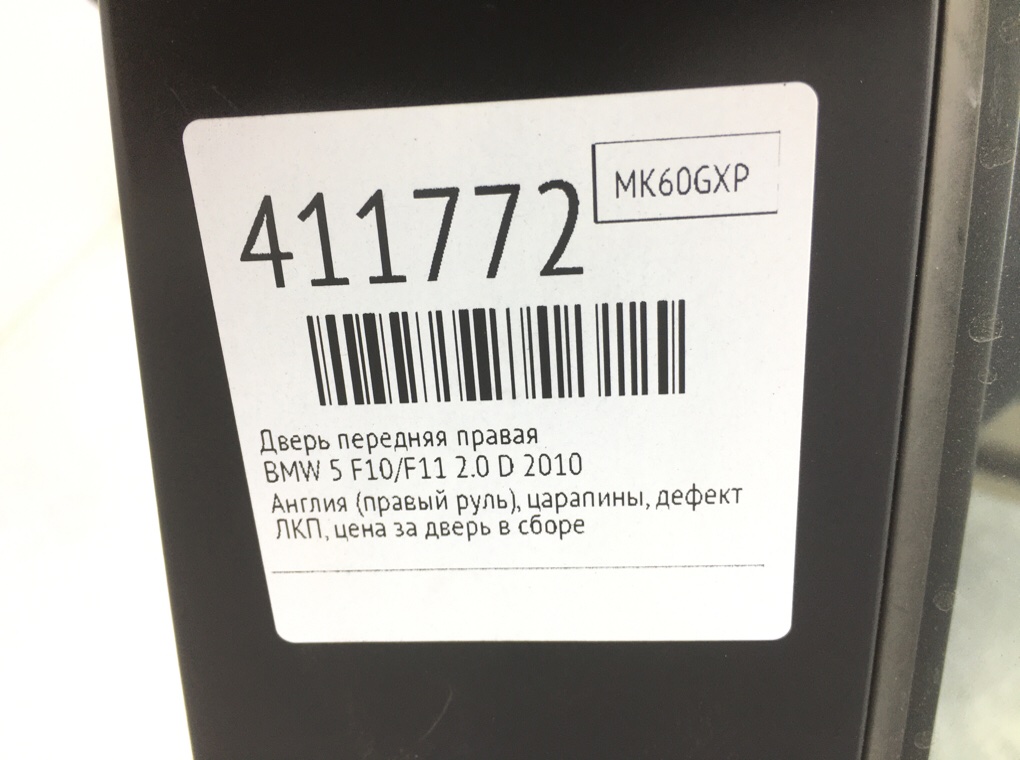 MK60GXP
411772
Дверь передняя правая
BMW 5 F10/F11 2.0 D 2010
Англия (правый руль), царапины, дефект
ЛКП, цена за дверь в сборе